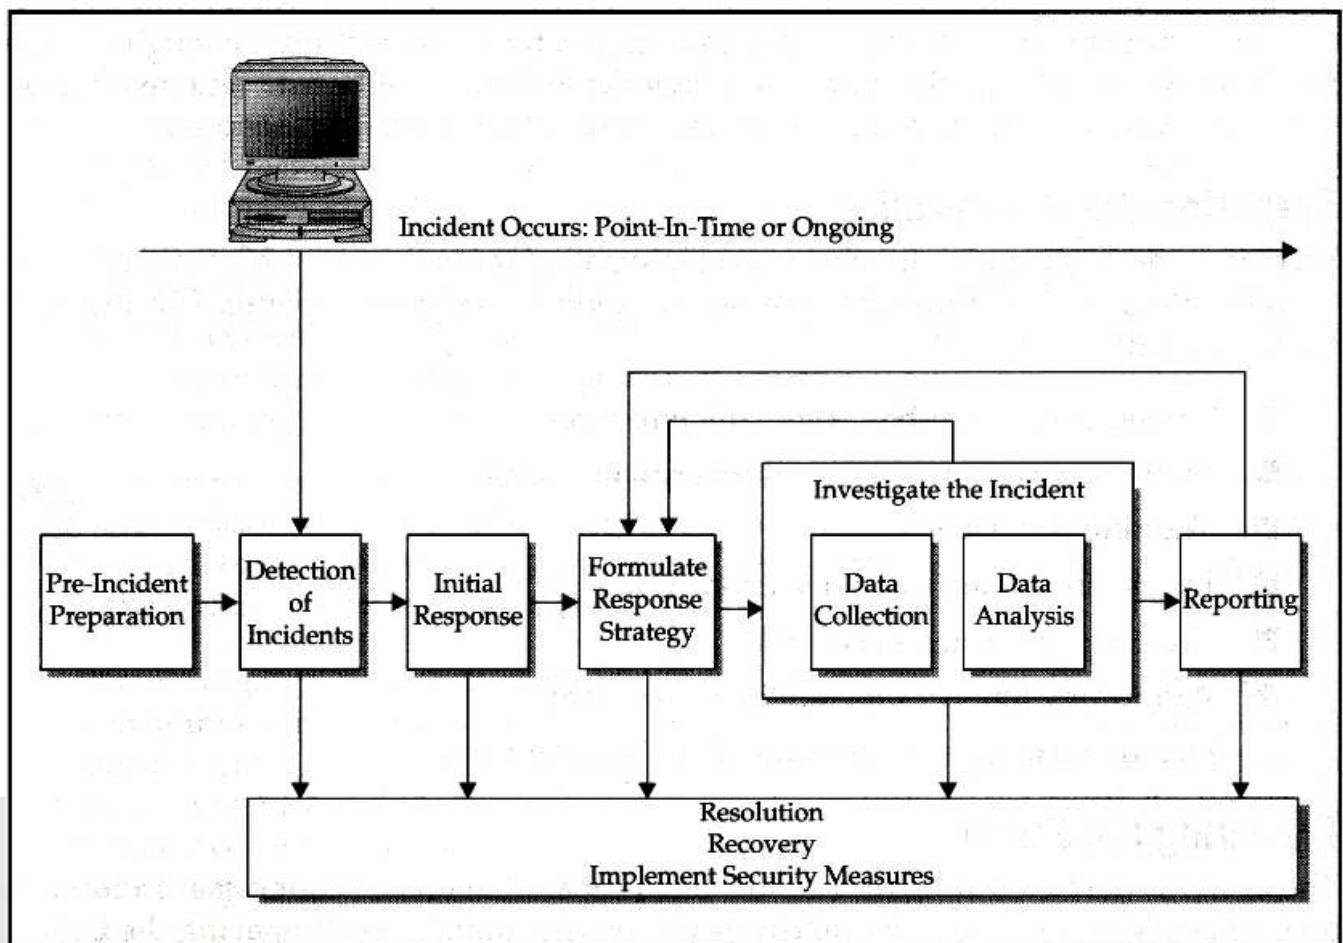 Incident Occurs: Point-In-Time or Ongoing
Investigate the Incident
Pre-Incident
Preparation
Detection
of
Incidents
Initial
Response
Formulate
Response
Strategy
Data
Collection
Data
Analysis
Reporting
Resolution
Recovery
Implement Security Measures